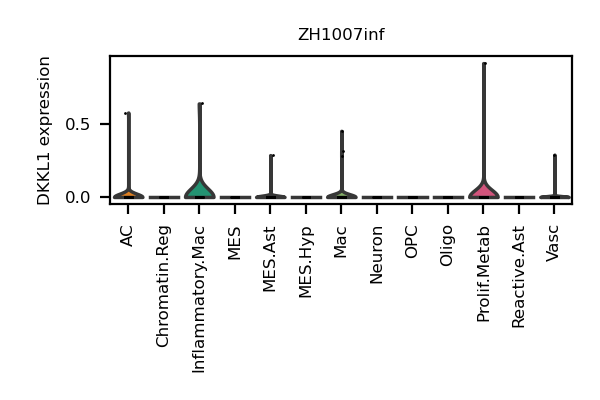 ZH1007inf
DKKL1 expression
0.5
0.0
AC
Chromatin.Reg
Inflammatory.Mac
MES
MES.Ast
MES.Hyp
Mac
Neuron
OPC
Oligo
Prolif.Metab
Reactive.Ast
Vasc